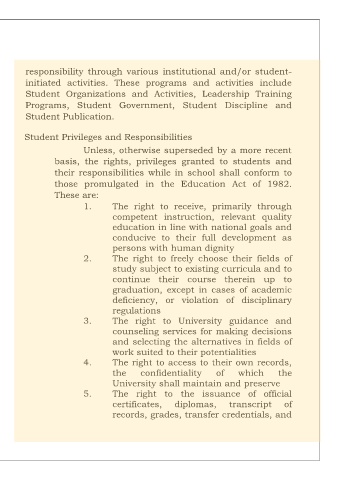 responsibility through various institutional and/or student-
initiated activities. These programs and activities include
Student Organizations and Activities, Leadership Training
Programs, Student Government, Student Discipline and
Student Publication.
Student Privileges and Responsibilities
Unless, otherwise superseded by a more recent
basis, the rights, privileges granted to students and
their responsibilities while in school shall conform to
those promulgated in the Education Act of 1982.
These are:
1. The right to receive, primarily through
competent instruction, relevant quality
education in line with national goals and
conducive to their full development as
persons with human dignity
2. The right to freely choose their fields of
study subject to existing curricula and to
continue their course therein up to
graduation, except in cases of academic
deficiency, or violation of disciplinary
regulations
3. The right to University guidance and
counseling services for making decisions
and selecting the alternatives in fields of
work suited to their potentialities
4. The right to access to their own records,
the confidentiality of which the
University shall maintain and preserve
5. The right to the issuance of official
certificates, diplomas, transcript of
records, grades, transfer credentials, and